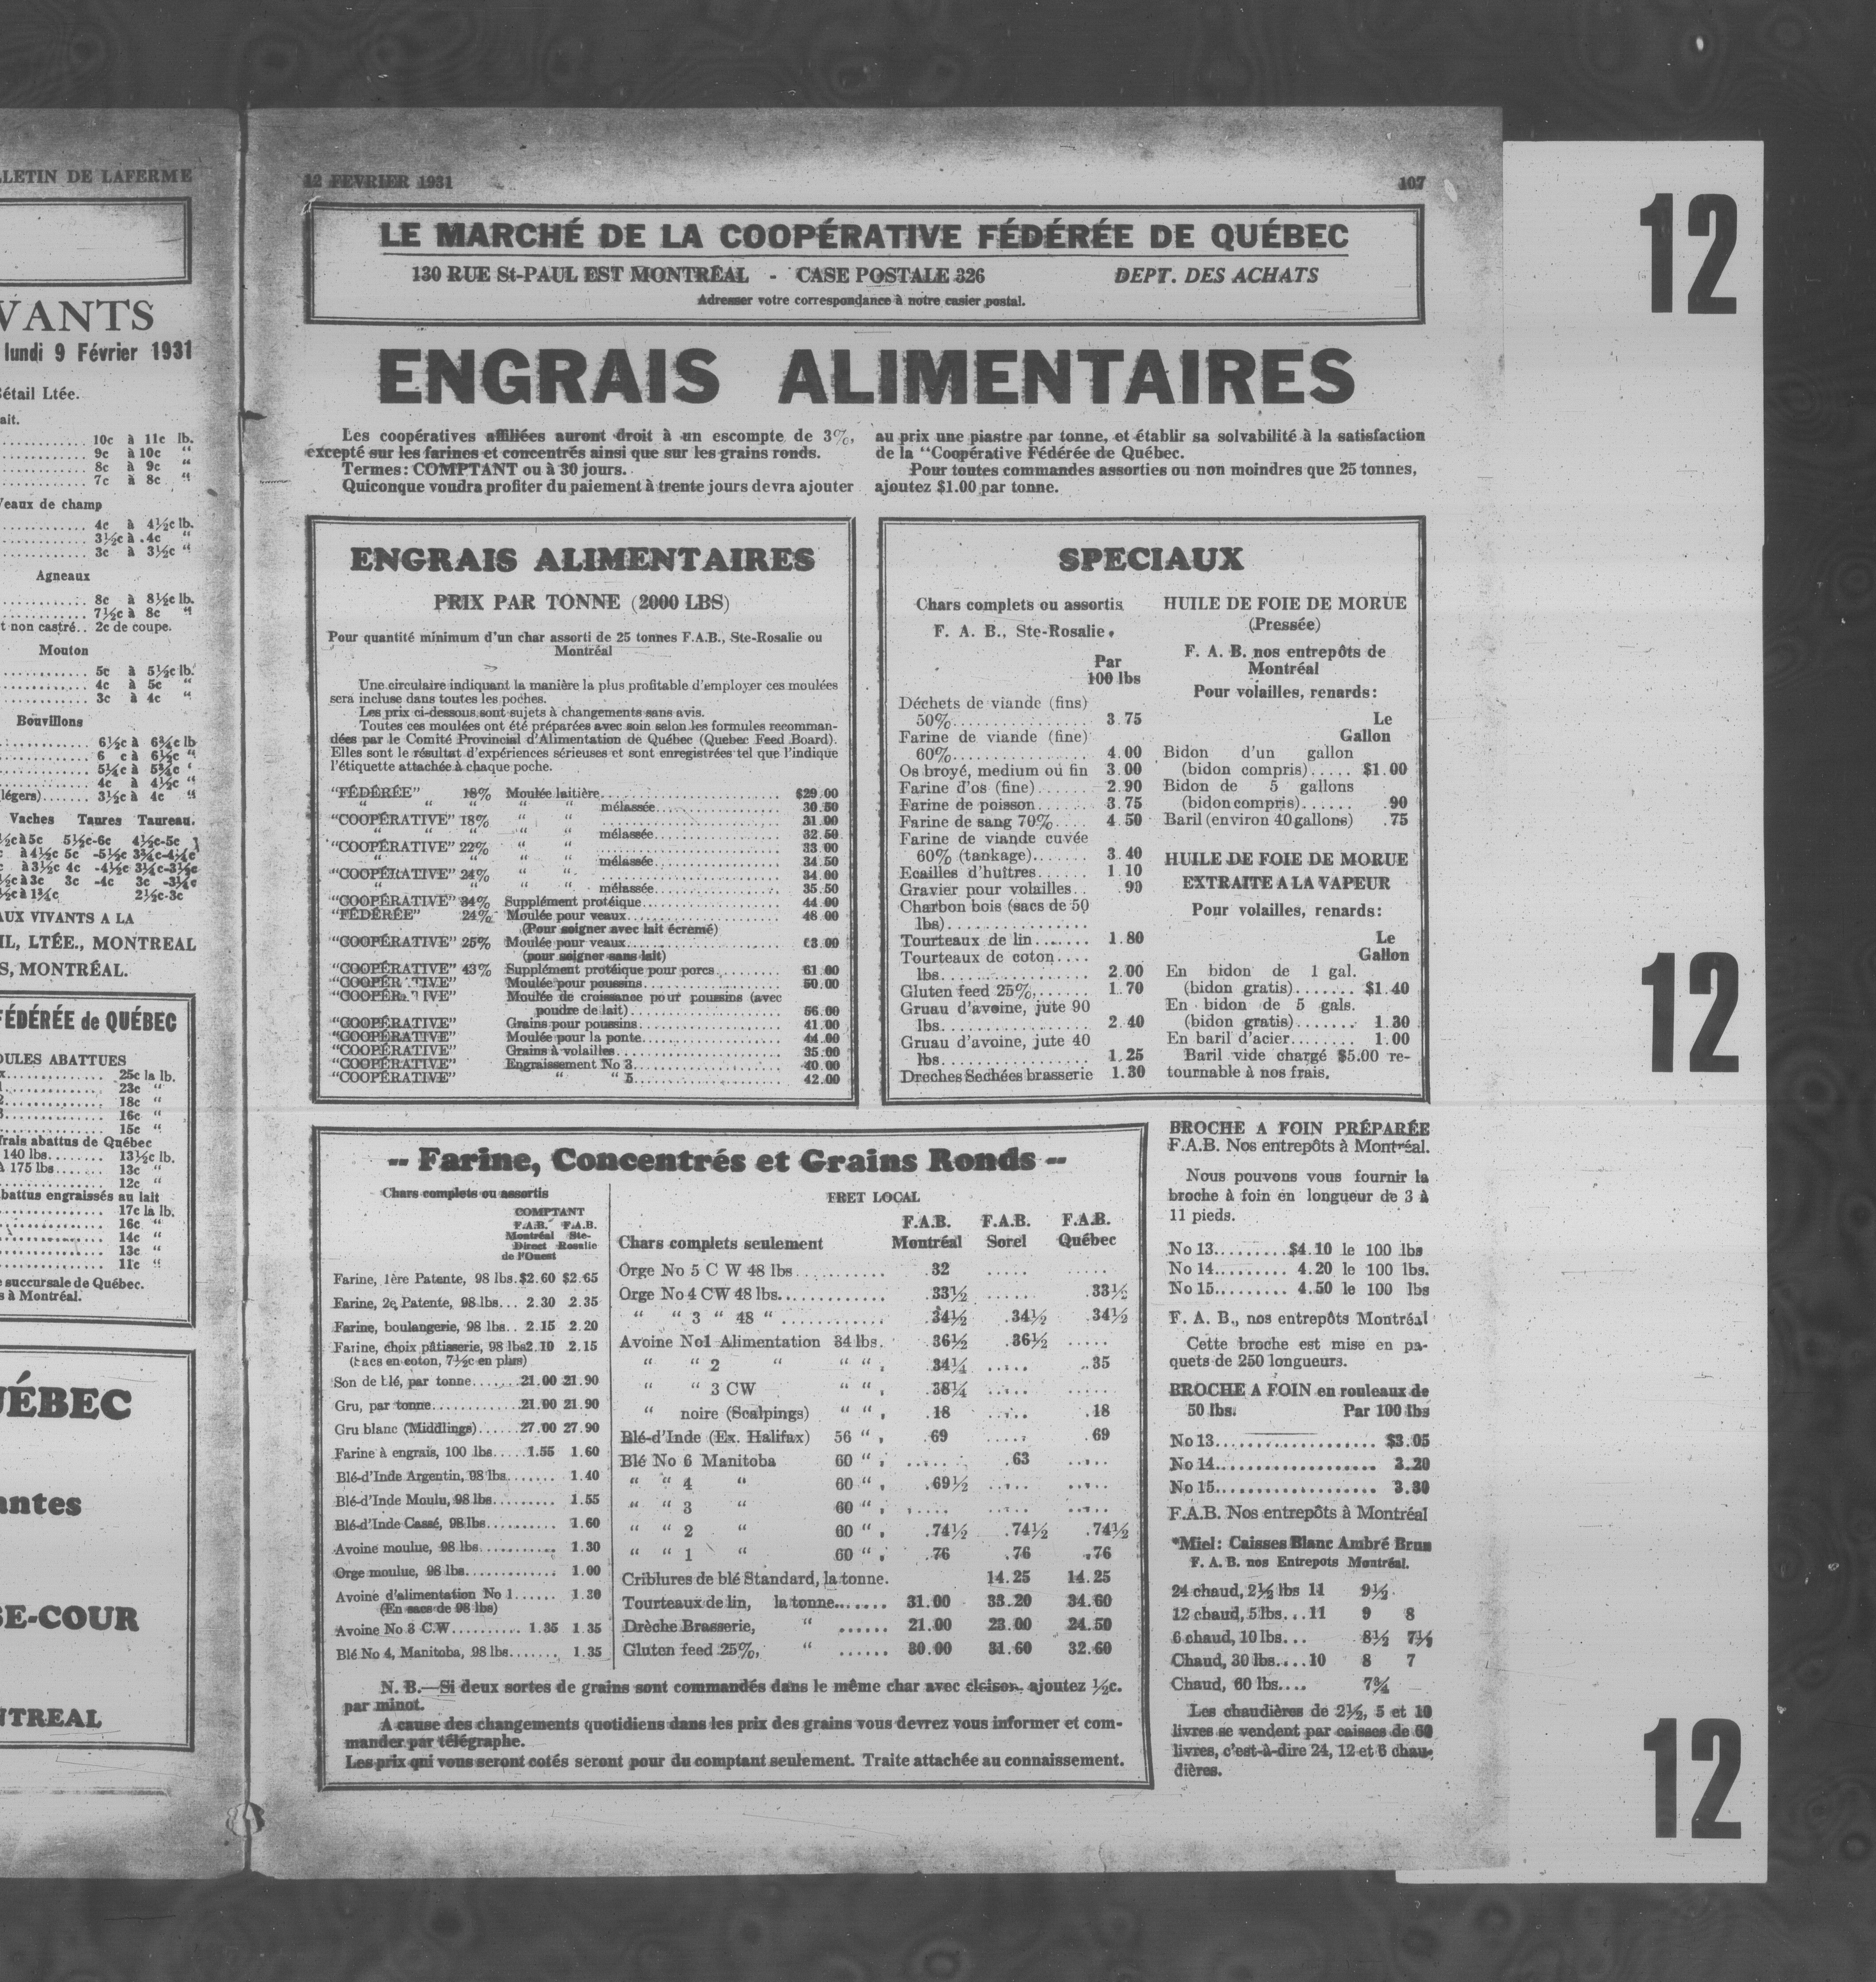 LLETIN DE LAFERME
VANTS
lundi 9 Février 1931
Bétail Ltée.
ait.
10c à 11c lb.
9c à 10c "
8c à 9c "
7c à 8c "
Veaux de champ
4c à 4½c lb.
3½c à .4c "
3c à 3½c "
Agneaux
8c à 8½c lb.
7½c à 8c "
t non castré.. 2c de coupe.
Mouton
5c à 5½c lb.
4c à 5c "
3c à 4c "
Bouvillons
6½c à 6¾c lb
6 c à 6½c "
5¼c à 5¾c "
4c à 4½c "
légers)....... 3½c à 4c "
Vaches Taures Taureau.
AUX VIVANTS A LA
IL, LTÉE., MONTREAL
S, MONTRÉAL.
FÉDÉRÉE de QUÉBEC
OULES ABATTUES
25c la lb.
23c "
18c "
16c "
15c "
frais abattus de Québec
140 lbs........ 13½c lb.
à 175 lbs...... 13c "
12c "
battus engraissés au lait
17c la lb.
16c "
14c "
13c "
11c "
e succursale de Québec.
s à Montréal.
UÉBEC
antes
SE-COUR
NTREAL
12 FEVRIER 1931 107
LE MARCHÉ DE LA COOPÉRATIVE FÉDÉRÉE DE QUÉBEC
130 RUE St-PAUL EST MONTRÉAL - CASE POSTALE 326 DEPT. DES ACHATS
Adresser votre correspondance à notre casier postal.
ENGRAIS ALIMENTAIRES
Les coopératives affiliées auront droit à un escompte de 3%,
excepté sur les farines et concentrés ainsi que sur les grains ronds.
Termes: COMPTANT ou à 30 jours.
Quiconque voudra profiter du paiement à trente jours devra ajouter
au prix une piastre par tonne, et établir sa solvabilité à la satisfaction
de la "Coopérative Fédérée de Québec.
Pour toutes commandes assorties ou non moindres que 25 tonnes,
ajoutez $1.00 par tonne.
ENGRAIS ALIMENTAIRES
PRIX PAR TONNE (2000 LBS)
Pour quantité minimum d'un char assorti de 25 tonnes F.A.B., Ste-Rosalie ou
Montréal
Une circulaire indiquant la manière la plus profitable d'employer ces moulées
sera incluse dans toutes les poches.
Les prix ci-dessous sont sujets à changements sans avis.
Toutes ces moulées ont été préparées avec soin selon les formules recomman-
dées par le Comité Provincial d'Alimentation de Québec (Quebec Feed Board).
Elles sont le résultat d'expériences sérieuses et sont enregistrées tel que l'indique
l'étiquette attachée à chaque poche.
"FÉDÉRÉE" 18% Moulée laitière........ $29.00
" " " " " mélassée........ 30.50
"COOPÉRATIVE" 18% " " ........ 31.00
" " " " " mélassée........ 32.50
"COOPÉRATIVE" 22% " " ........ 33.00
" " " " mélassée........ 34.50
"COOPÉRATIVE" 24% " " ........ 34.00
" " " " mélassée........ 35.50
"COOPÉRATIVE" 34% Supplément protéique........ 44.00
"FÉDÉRÉE" 24% Moulée pour veaux........ 48.00
(Pour soigner avec lait écremé)
"COOPÉRATIVE" 25% Moulée pour veaux........ 3.00
(pour soigner sans lait)
"COOPÉRATIVE" 43% Supplément protéique pour porcs........ 61.00
"COOPÉR TIVE" Moulée pour poussins........ 50.00
"COOPÉR IVE" Moulée de croissance pour poussins (avec
poudre de lait)........ 56.00
"COOPÉRATIVE" Grains pour poussins........ 41.00
"COOPÉRATIVE" Moulée pour la ponte........ 44.00
"COOPÉRATIVE" Grains à volailles........ 35.00
"COOPÉRATIVE" Engraissement No 3........ 40.00
"COOPÉRATIVE" " " 5........ 42.00
SPECIAUX
Chars complets ou assortis
F. A. B., Ste-Rosalie.
Par
100 lbs
Déchets de viande (fins)
50%........ 3.75
Farine de viande (fine)
60%........ 4.00
Os broyé, medium ou fin 3.00
Farine d'os (fine)....... 2.90
Farine de poisson....... 3.75
Farine de sang 70%.... 4.50
Farine de viande cuvée
60% (tankage)....... 3.40
Ecailles d'huîtres....... 1.10
Gravier pour volailles.. .90
Charbon bois (sacs de 50
lbs)........
Tourteaux de lin....... 1.80
Tourteaux de coton....
lbs........ 2.00
Gluten feed 25%,...... 1.70
Gruau d'avoine, jute 90
lbs........ 2.40
Gruau d'avoine, jute 40
lbs........ 1.25
Dreches Sechées brasserie 1.30
HUILE DE FOIE DE MORUE
(Pressée)
F. A. B. nos entrepôts de
Montréal
Pour volailles, renards:
Le
Gallon
Bidon d'un gallon
(bidon compris)..... $1.00
Bidon de 5 gallons
(bidon compris)...... .90
Baril (environ 40 gallons) .75
HUILE DE FOIE DE MORUE
EXTRAITE A LA VAPEUR
Pour volailles, renards:
Le
Gallon
En bidon de 1 gal.
(bidon gratis)....... $1.40
En bidon de 5 gals.
(bidon gratis)....... 1.30
En baril d'acier........ 1.00
Baril vide chargé $5.00 re-
tournable à nos frais.
-- Farine, Concentrés et Grains Ronds --
Chars complets ou assortis
COMPTANT
F.A.B. F.A.B.
Montréal Ste-
Direct Rosalie
de l'Ouest
Farine, 1ère Patente, 98 lbs. $2.60 $2.65
Farine, 2e Patente, 98 lbs... 2.30 2.35
Farine, boulangerie, 98 lbs.. 2.15 2.20
Farine, choix pâtisserie, 98 lbs 2.10 2.15
(Sacs en coton, 7½c en plus)
Son de blé, par tonne....... 21.00 21.90
Gru, par tonne............ 21.00 21.90
Gru blanc (Middlings)...... 27.00 27.90
Farine à engrais, 100 lbs.... 1.55 1.60
Blé-d'Inde Argentin, 98 lbs....... 1.40
Blé-d'Inde Moulu, 98 lbs......... 1.55
Blé-d'Inde Cassé, 98 lbs.......... 1.60
Avoine moulue, 98 lbs........... 1.30
Orge moulue, 98 lbs............. 1.00
Avoine d'alimentation No 1...... 1.30
(En sacs de 98 lbs)
Avoine No 3 C.W.......... 1.35 1.35
Blé No 4, Manitoba, 98 lbs....... 1.35
FRET LOCAL
Chars complets seulement
F.A.B. F.A.B. F.A.B.
Montréal Sorel Québec
Orge No 5 C W 48 lbs........... .32 ..... .....
Orge No 4 CW 48 lbs............ .33½ ..... .33½
" " 3 " 48 " ............ .34½ .34½ 34½
Avoine No1 Alimentation 34 lbs. .36½ .36½ .....
" " 2 " " " , .34¼ ..... ..35
" " 3 CW " " , .38¼ ..... .....
" noire (Scalpings) " " , .18 ..... .18
Blé-d'Inde (Ex. Halifax) 56 " , .69 ..... .69
Blé No 6 Manitoba 60 " , ..... .63 .....
" " 4 " 60 " , .69½ ..... .....
" " 3 " 60 " , ..... ..... .....
" " 2 " 60 " , .74½ .74½ .74½
" " 1 " 60 " , .76 .76 .76
Criblures de blé Standard, la tonne. 14.25 14.25
Tourteaux de lin, la tonne....... 31.00 33.20 34.60
Drèche Brasserie, " ...... 21.00 23.00 24.50
Gluten feed 25%, " ...... 30.00 31.60 32.60
N. B.—Si deux sortes de grains sont commandés dans le même char avec cloison, ajoutez ½c.
par minot.
A cause des changements quotidiens dans les prix des grains vous devrez vous informer et com-
mander par télégraphe.
Les prix qui vous seront cotés seront pour du comptant seulement. Traite attachée au connaissement.
BROCHE A FOIN PRÉPARÉE
F.A.B. Nos entrepôts à Montréal.
Nous pouvons vous fournir la
broche à foin en longueur de 3 à
11 pieds.
No 13......... $4.10 le 100 lbs
No 14......... 4.20 le 100 lbs.
No 15......... 4.50 le 100 lbs
F. A. B., nos entrepôts Montréal
Cette broche est mise en pa-
quets de 250 longueurs.
BROCHE A FOIN en rouleaux de
50 lbs. Par 100 lbs
No 13.................... $3.05
No 14.................... 3.20
No 15.................... 3.30
F.A.B. Nos entrepôts à Montréal
*Miel: Caisses Blanc Ambré Brun
F. A. B. nos Entrepots Montréal.
24 chaud, 2½ lbs 11 9½
12 chaud, 5 lbs... 11 9 8
6 chaud, 10 lbs... 8½ 7½
Chaud, 30 lbs.... 10 8 7
Chaud, 60 lbs.... 7¾
Les chaudières de 2½, 5 et 10
livres se vendent par caisses de 60
livres, c'est-à-dire 24, 12 et 6 chau-
dières.
12
12
12